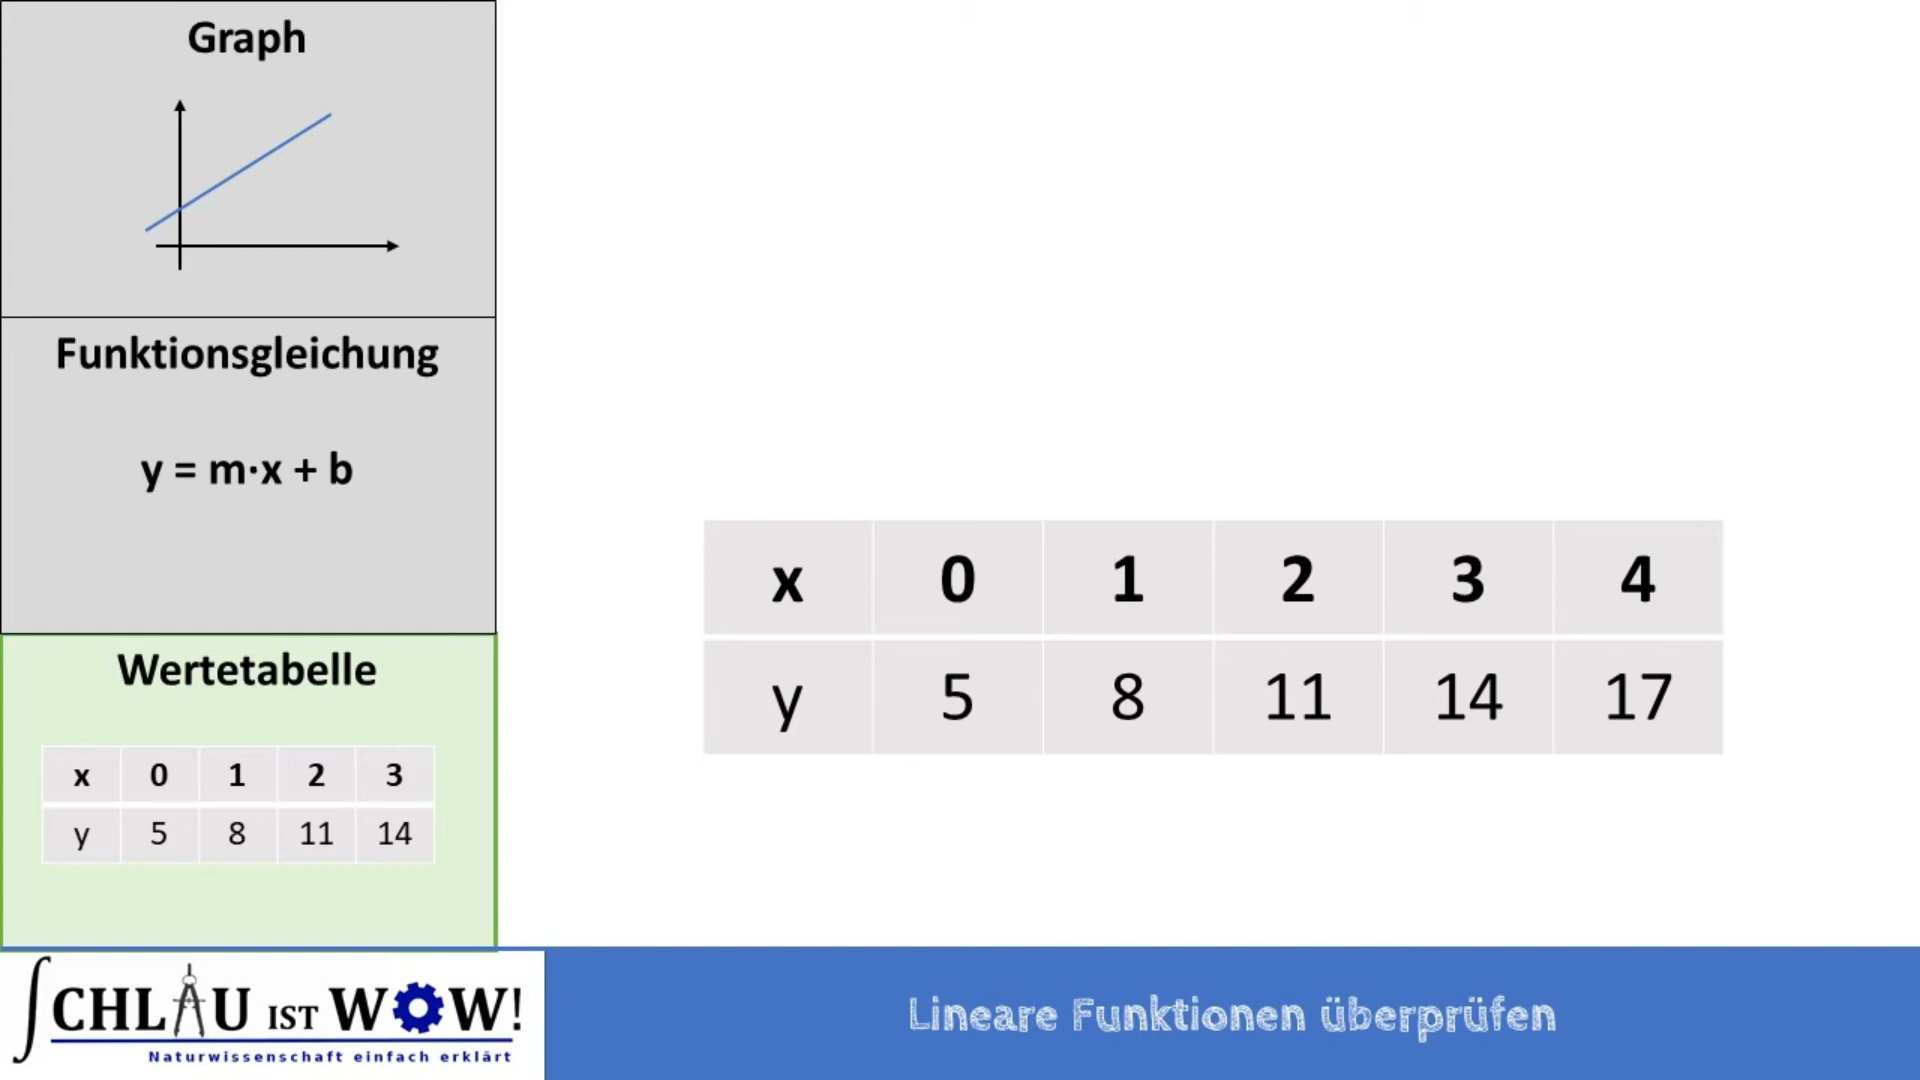 Graph
Funktionsgleichung
y = m·x + b
Wertetabelle
x 0 1 2 3
y 5 8 11 14
x 0 1 2 3 4
y 5 8 11 14 17
SCHLAU IST WOW!
Naturwissenschaft einfach erklärt
Lineare Funktionen überprüfen